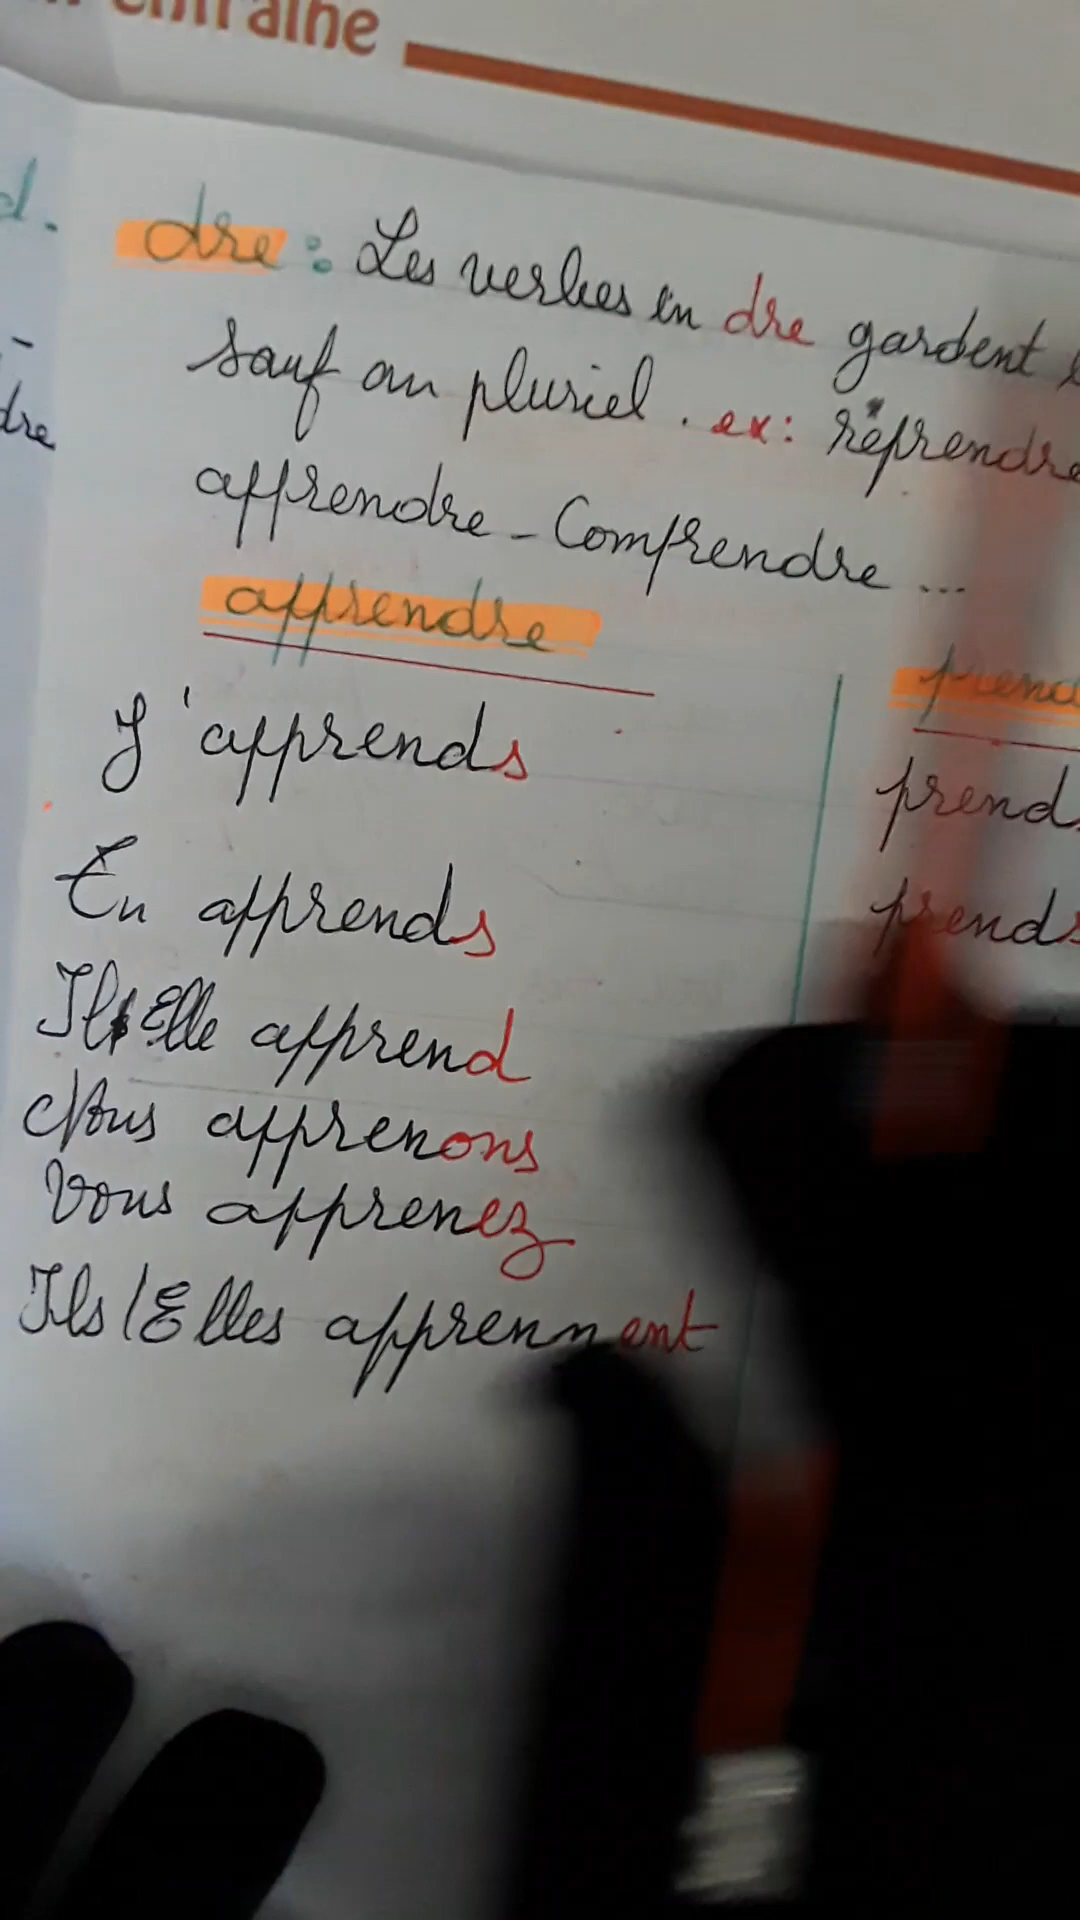 entraîne
d.
dre : Les verbes en dre gardent
-
sauf au pluriel . ex: reprendre
dre
apprendre - Comprendre ...
apprendre
J'apprends
prends
Tu apprends
prends
Il/Elle apprend
Nous apprenons
Vous apprenez
Ils/Elles apprennent